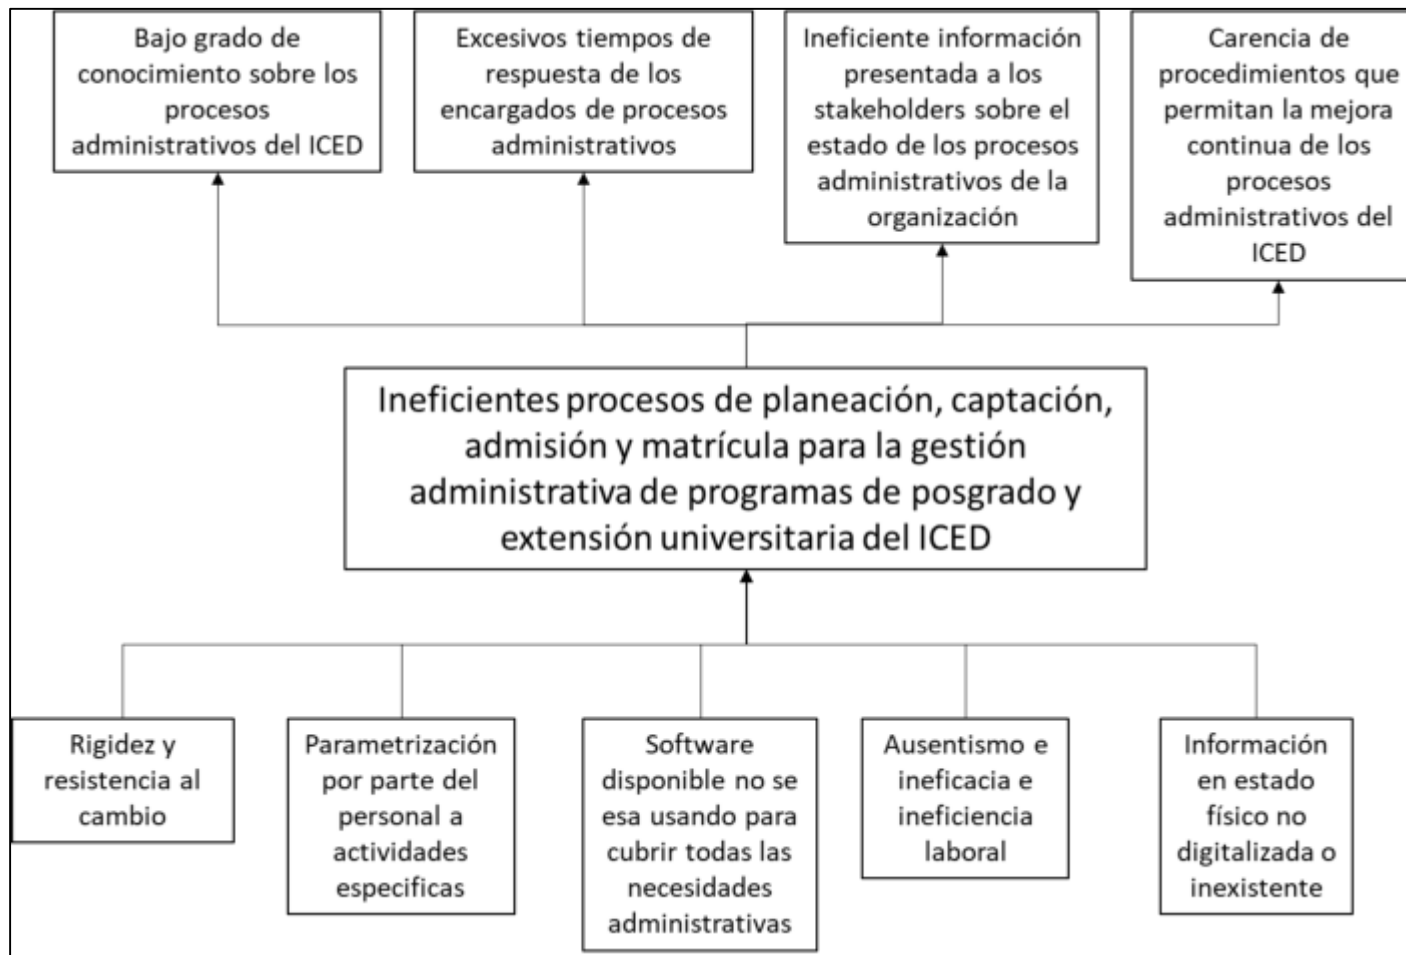 Bajo grado de
conocimiento sobre los
procesos
administrativos del ICED
Excesivos tiempos de
respuesta de los
encargados de procesos
administrativos
Ineficiente información
presentada a los
stakeholders sobre el
estado de los procesos
administrativos de la
organización
Carencia de
procedimientos que
permitan la mejora
continua de los
procesos
administrativos del
ICED
Ineficientes procesos de planeación, captación,
admisión y matrícula para la gestión
administrativa de programas de posgrado y
extensión universitaria del ICED
Rigidez y
resistencia al
cambio
Parametrización
por parte del
personal a
actividades
especificas
Software
disponible no se
esa usando para
cubrir todas las
necesidades
administrativas
Ausentismo e
ineficacia e
ineficiencia
laboral
Información
en estado
físico no
digitalizada o
inexistente